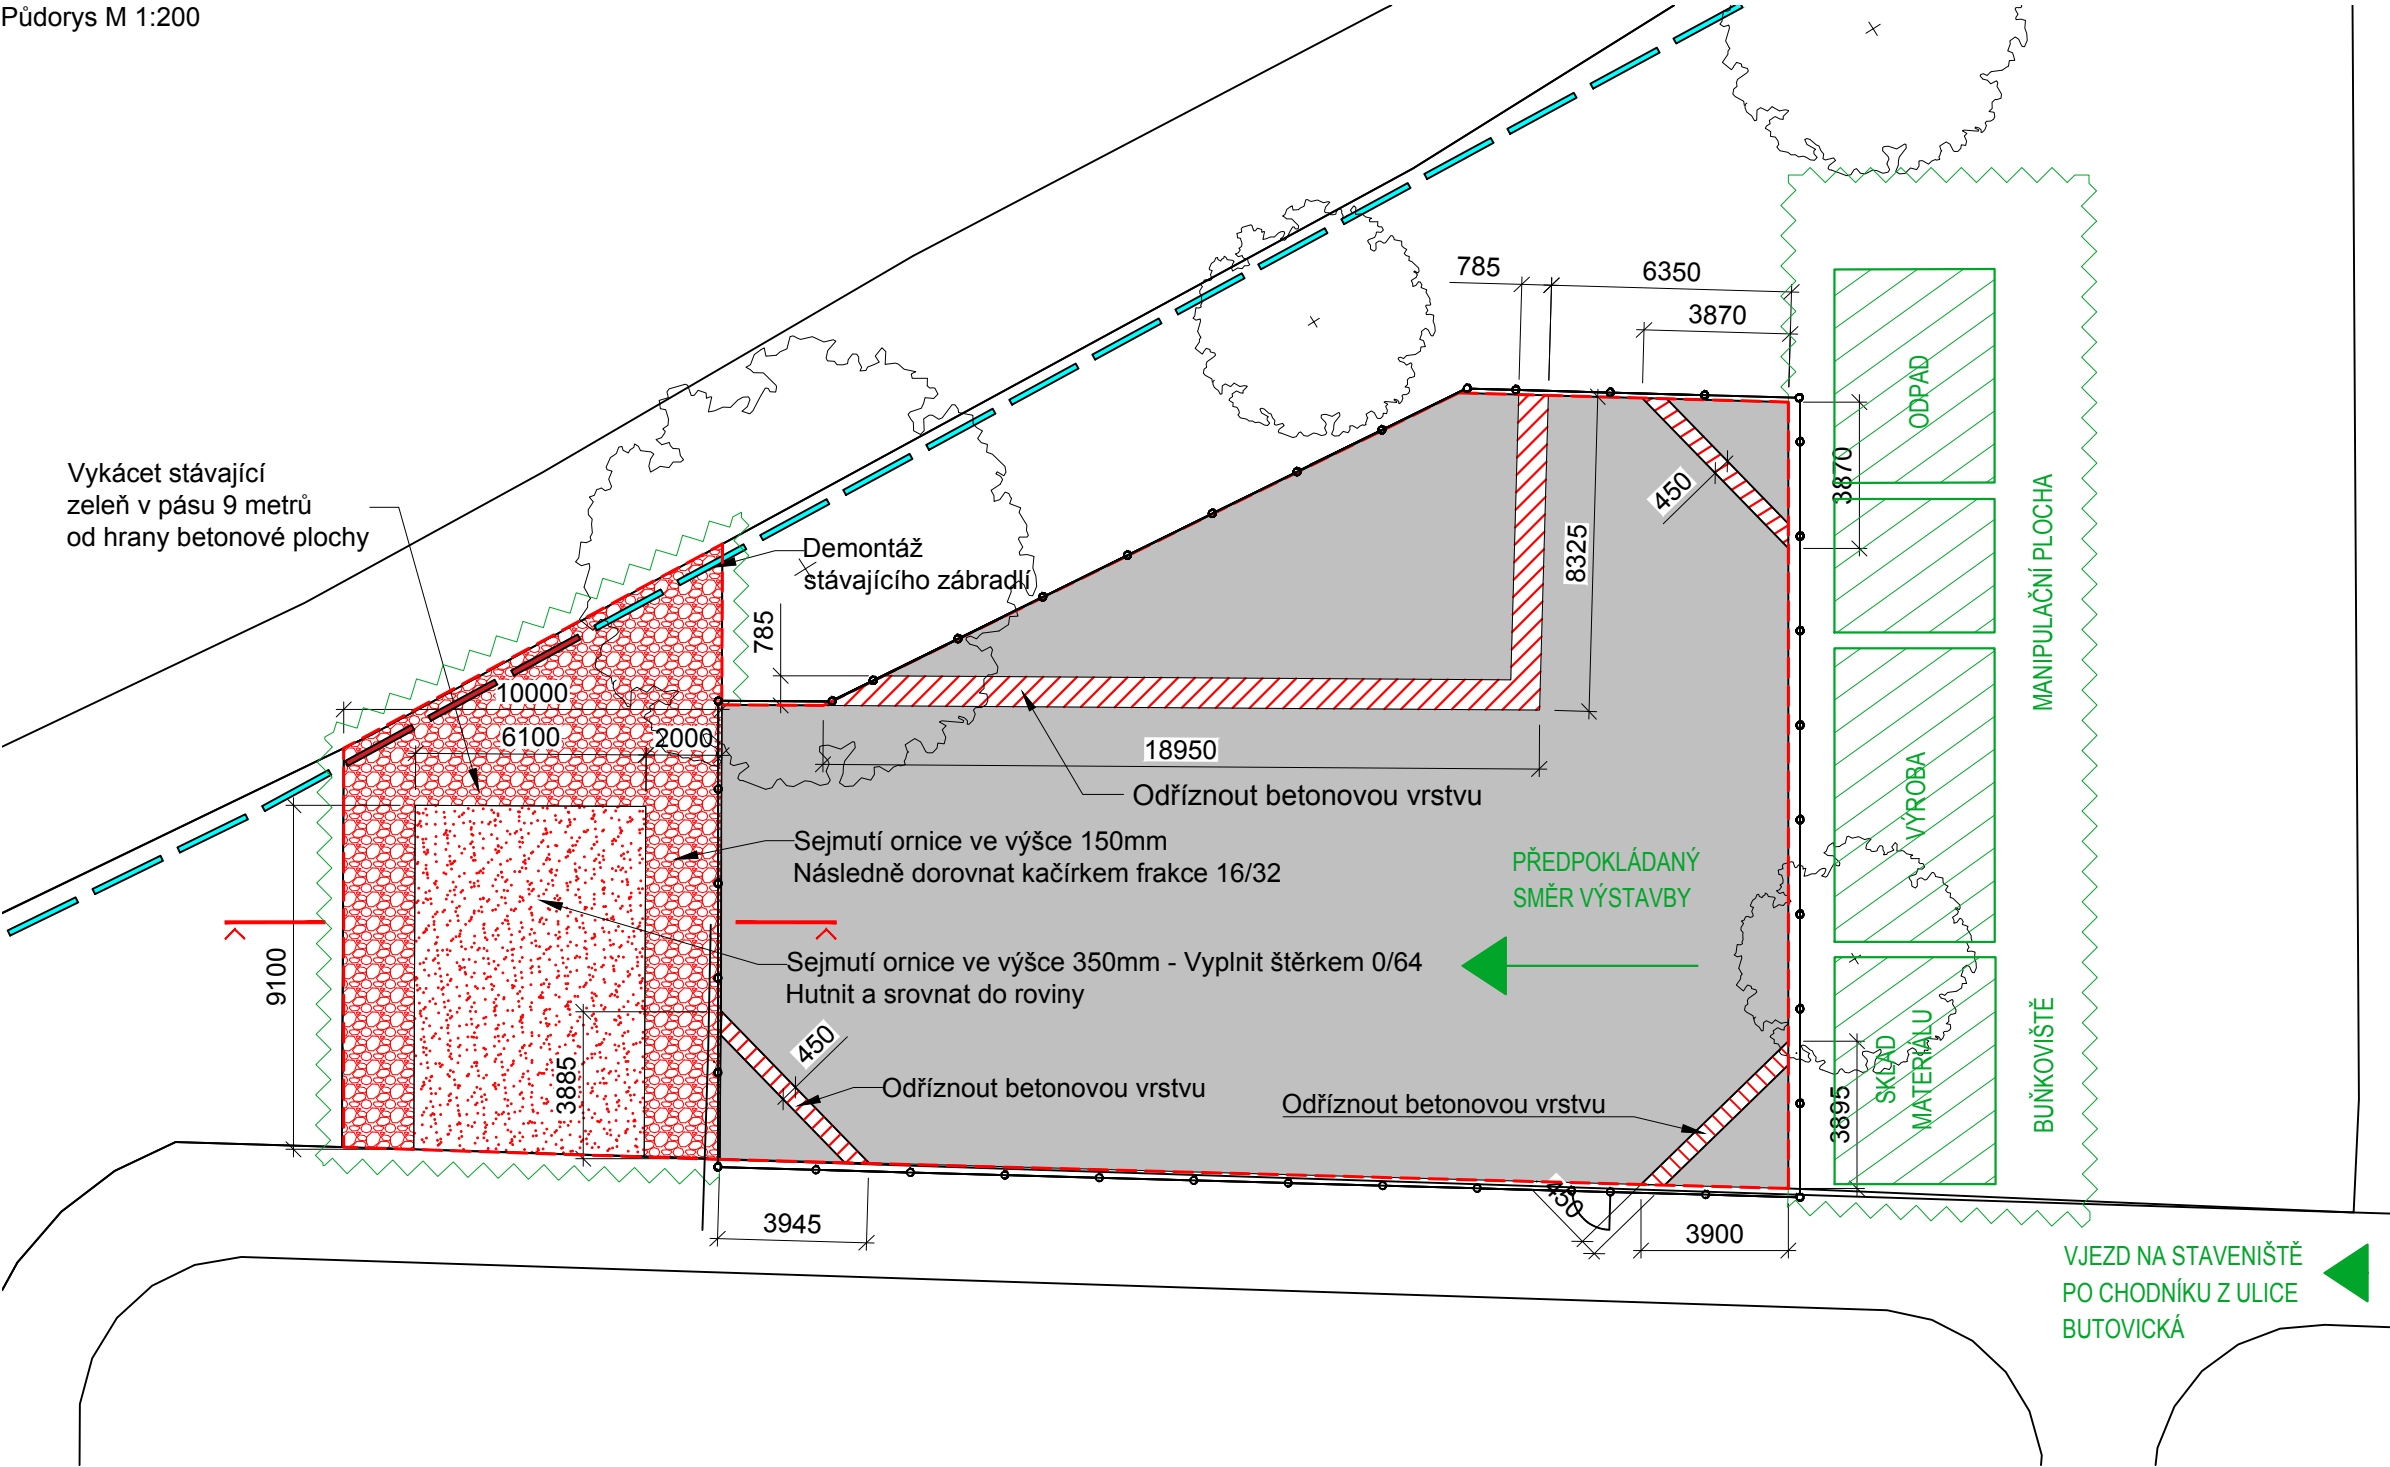 Půdorys M 1:200
785
6350
3870
ODPAD
3870
450
Vykácet stávající
zeleň v pásu 9 metrů
od hrany betonové plochy
Demontáž
stávajícího zábradlí
8325
MANIPULAČNÍ PLOCHA
785
10000
6100
2000
18950
Odříznout betonovou vrstvu
VÝROBA
Sejmutí ornice ve výšce 150mm
Následně dorovnat kačírkem frakce 16/32
PŘEDPOKLÁDANÝ
SMĚR VÝSTAVBY
9100
Sejmutí ornice ve výšce 350mm - Vyplnit štěrkem 0/64
Hutnit a srovnat do roviny
3885
450
Odříznout betonovou vrstvu
Odříznout betonovou vrstvu
3895
SKLAD
MATERIÁLU
BUŇKOVIŠTĚ
450
3945
3900
VJEZD NA STAVENIŠTĚ
PO CHODNÍKU Z ULICE
BUTOVICKÁ